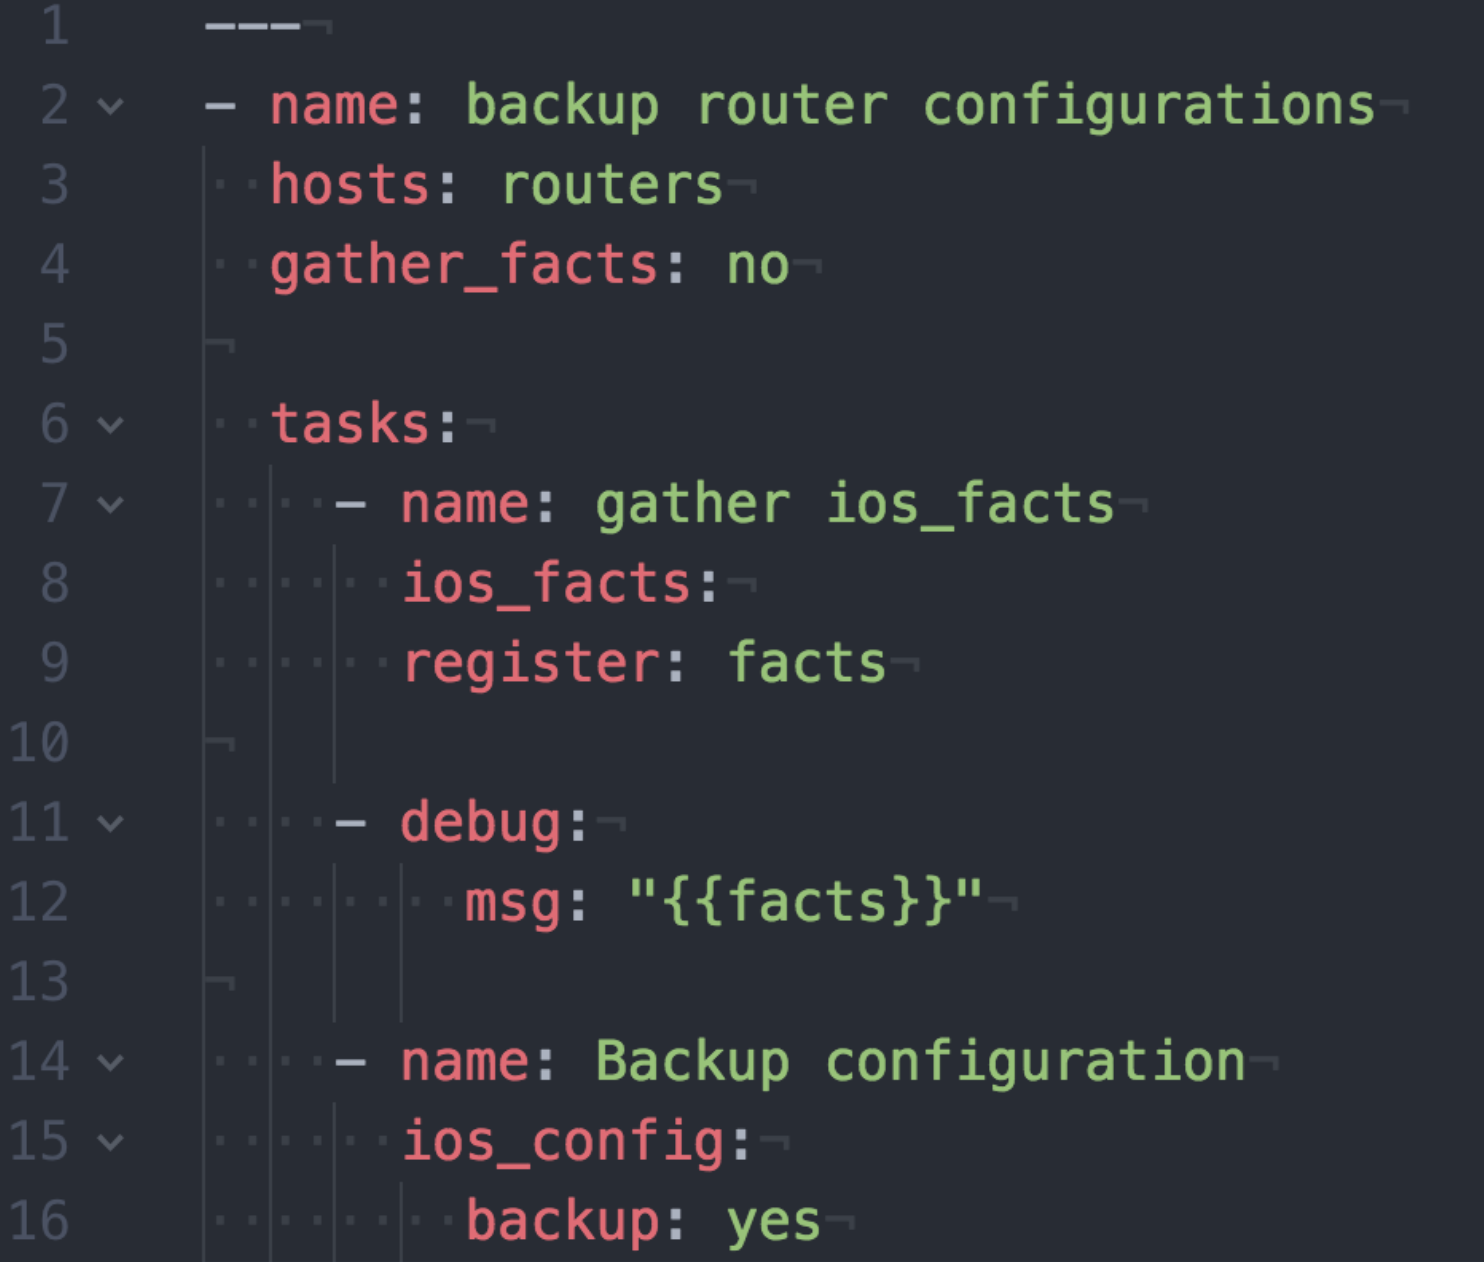 1 ---
2 - name: backup router configurations
3   hosts: routers
4   gather_facts: no
5
6   tasks:
7     - name: gather ios_facts
8       ios_facts:
9       register: facts
10
11     - debug:
12         msg: "{{facts}}"
13
14     - name: Backup configuration
15       ios_config:
16         backup: yes